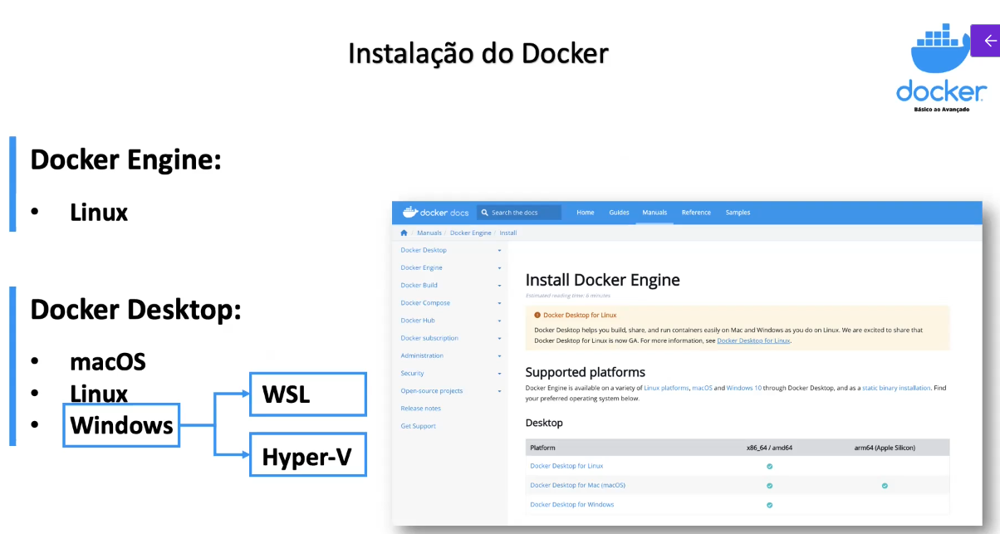 Instalação do Docker
docker
Básico ao Avançado
Docker Engine:
• Linux
Docker Desktop:
• macOS
• Linux
• Windows
WSL
Hyper-V
docker docs Search the docs Home Guides Manuals Reference Samples
/ Manuals / Docker Engine / Install
Docker Desktop
Docker Engine
Docker Build
Docker Compose
Docker Hub
Docker subscription
Administration
Security
Open-source projects
Release notes
Get Support
Install Docker Engine
Estimated reading time: 8 minutes
Docker Desktop for Linux
Docker Desktop helps you build, share, and run containers easily on Mac and Windows as you do on Linux. We are excited to share that
Docker Desktop for Linux is now GA. For more information, see Docker Desktop for Linux.
Supported platforms
Docker Engine is available on a variety of Linux platforms, macOS and Windows 10 through Docker Desktop, and as a static binary installation. Find
your preferred operating system below.
Desktop
Platform x86_64 / amd64 arm64 (Apple Silicon)
Docker Desktop for Linux
Docker Desktop for Mac (macOS)
Docker Desktop for Windows